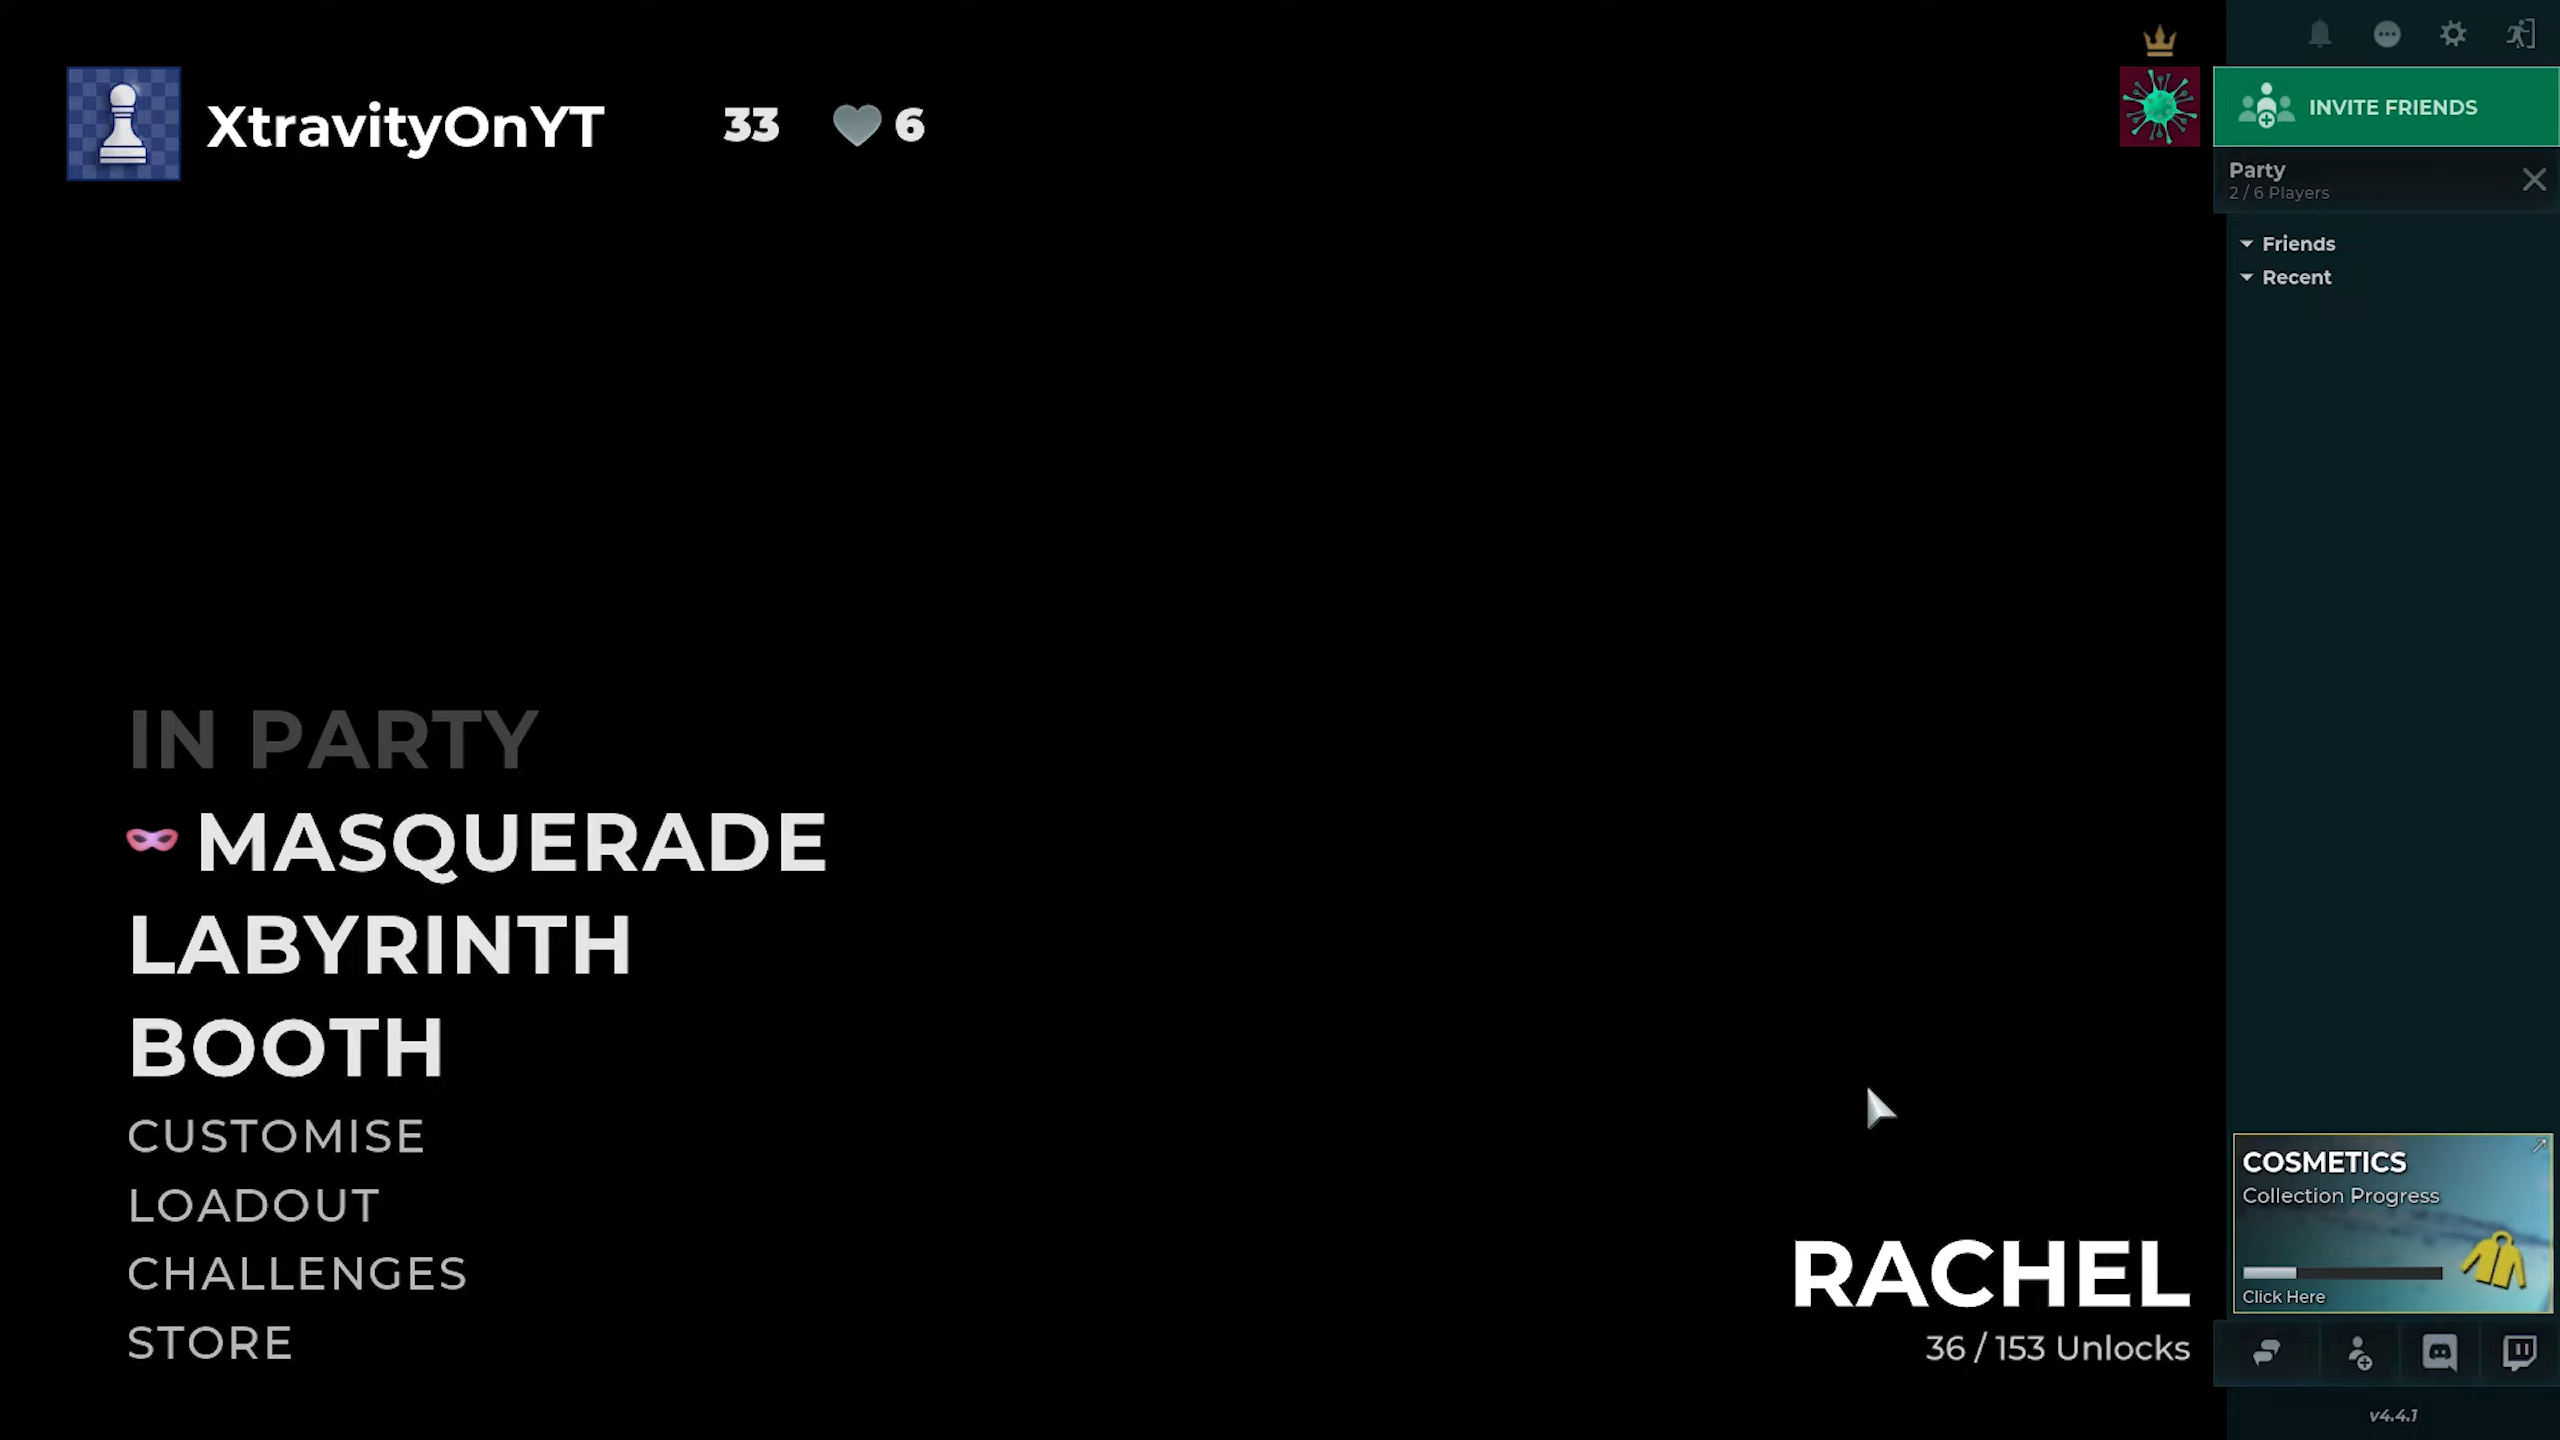 XtravityOnYT
33
6
INVITE FRIENDS
Party
2 / 6 Players
Friends
Recent
IN PARTY
MASQUERADE
LABYRINTH
BOOTH
CUSTOMISE
LOADOUT
CHALLENGES
STORE
RACHEL
36 / 153 Unlocks
COSMETICS
Collection Progress
Click Here
v4.4.1